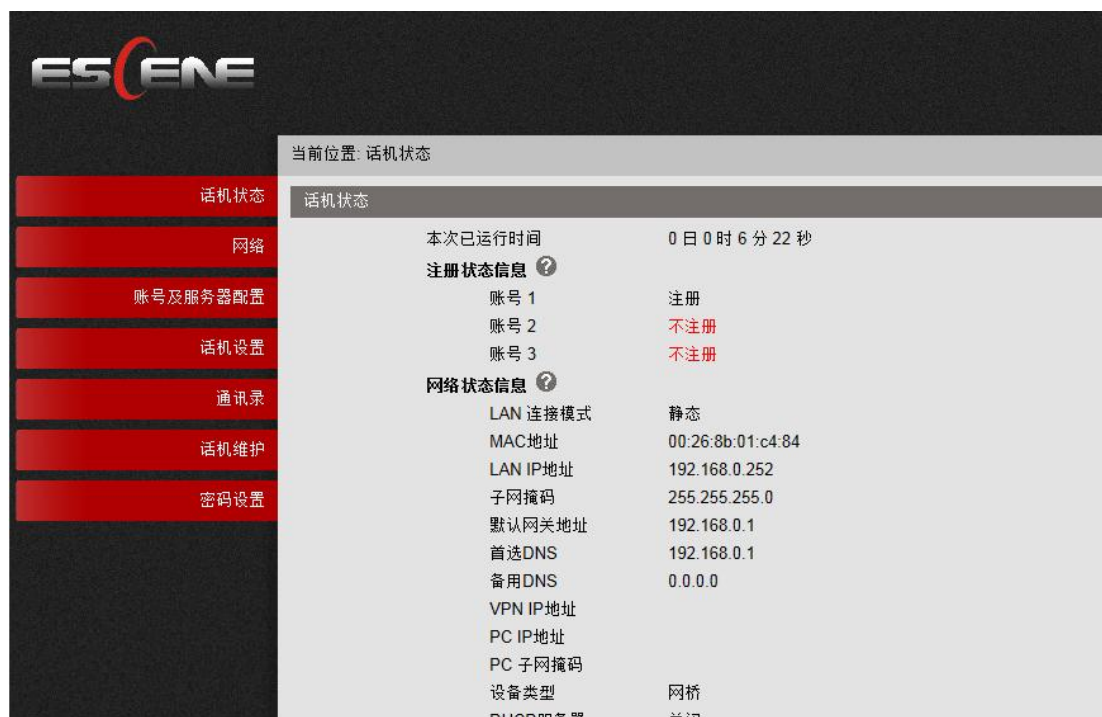 ESCENE
当前位置: 话机状态
话机状态
网络
账号及服务器配置
话机设置
通讯录
话机维护
密码设置
话机状态
本次已运行时间 0 日 0 时 6 分 22 秒
注册状态信息 ?
账号 1 注册
账号 2 不注册
账号 3 不注册
网络状态信息 ?
LAN 连接模式 静态
MAC地址 00:26:8b:01:c4:84
LAN IP地址 192.168.0.252
子网掩码 255.255.255.0
默认网关地址 192.168.0.1
首选DNS 192.168.0.1
备用DNS 0.0.0.0
VPN IP地址
PC IP地址
PC 子网掩码
设备类型 网桥